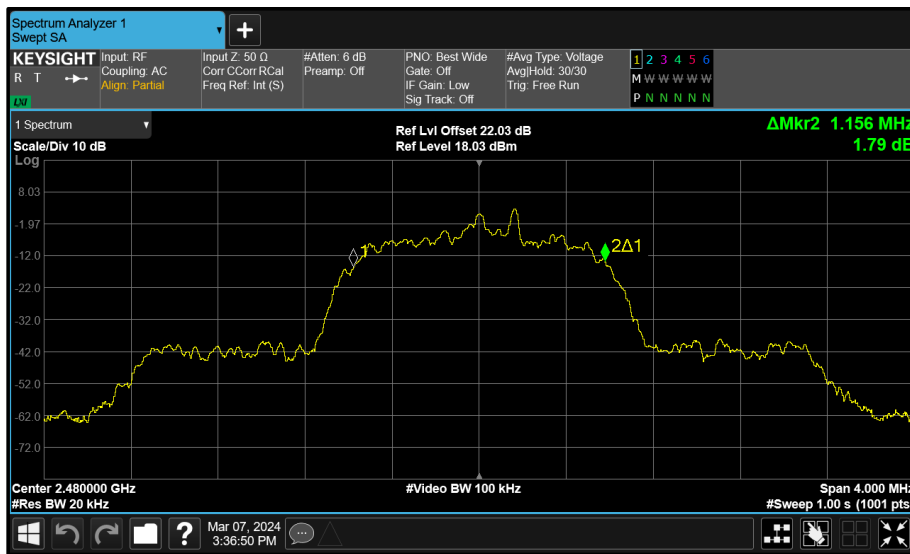 Spectrum Analyzer 1
Swept SA
+
KEYSIGHT
R T
LXI
Input: RF
Coupling: AC
Align: Partial
Input Z: 50 Ω
Corr CCorr RCal
Freq Ref: Int (S)
#Atten: 6 dB
Preamp: Off
PNO: Best Wide
Gate: Off
IF Gain: Low
Sig Track: Off
#Avg Type: Voltage
Avg|Hold: 30/30
Trig: Free Run
1 2 3 4 5 6
M W W W W W
P N N N N N
1 Spectrum
Scale/Div 10 dB
Log
Ref Lvl Offset 22.03 dB
Ref Level 18.03 dBm
ΔMkr2 1.156 MHz
1.79 dB
8.03
-1.97
-12.0
-22.0
-32.0
-42.0
-52.0
-62.0
-72.0
1
2Δ1
Center 2.480000 GHz
#Res BW 20 kHz
#Video BW 100 kHz
Span 4.000 MHz
#Sweep 1.00 s (1001 pts
?
Mar 07, 2024
3:36:50 PM